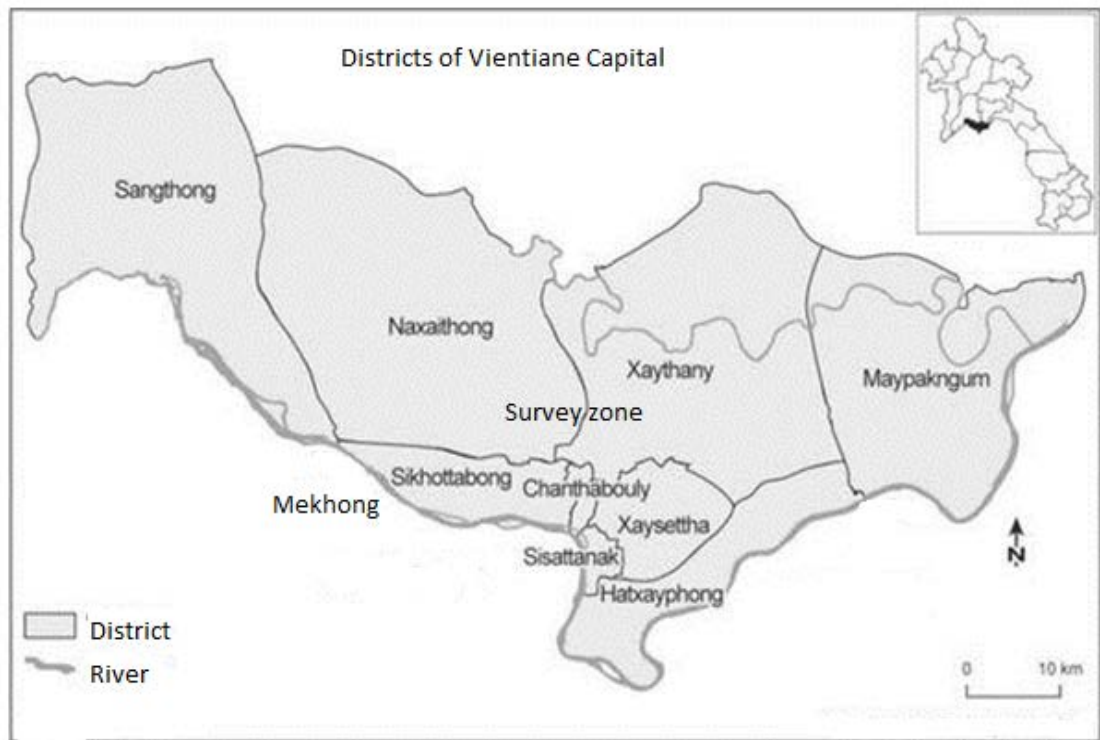 Districts of Vientiane Capital
Sangthong
Naxaithong
Xaythany
Maypakngum
Survey zone
Sikhottabong
Chanthabouly
Mekhong
Xaysettha
Sisattanak
N
Hatxayphong
District
River
0 10 km